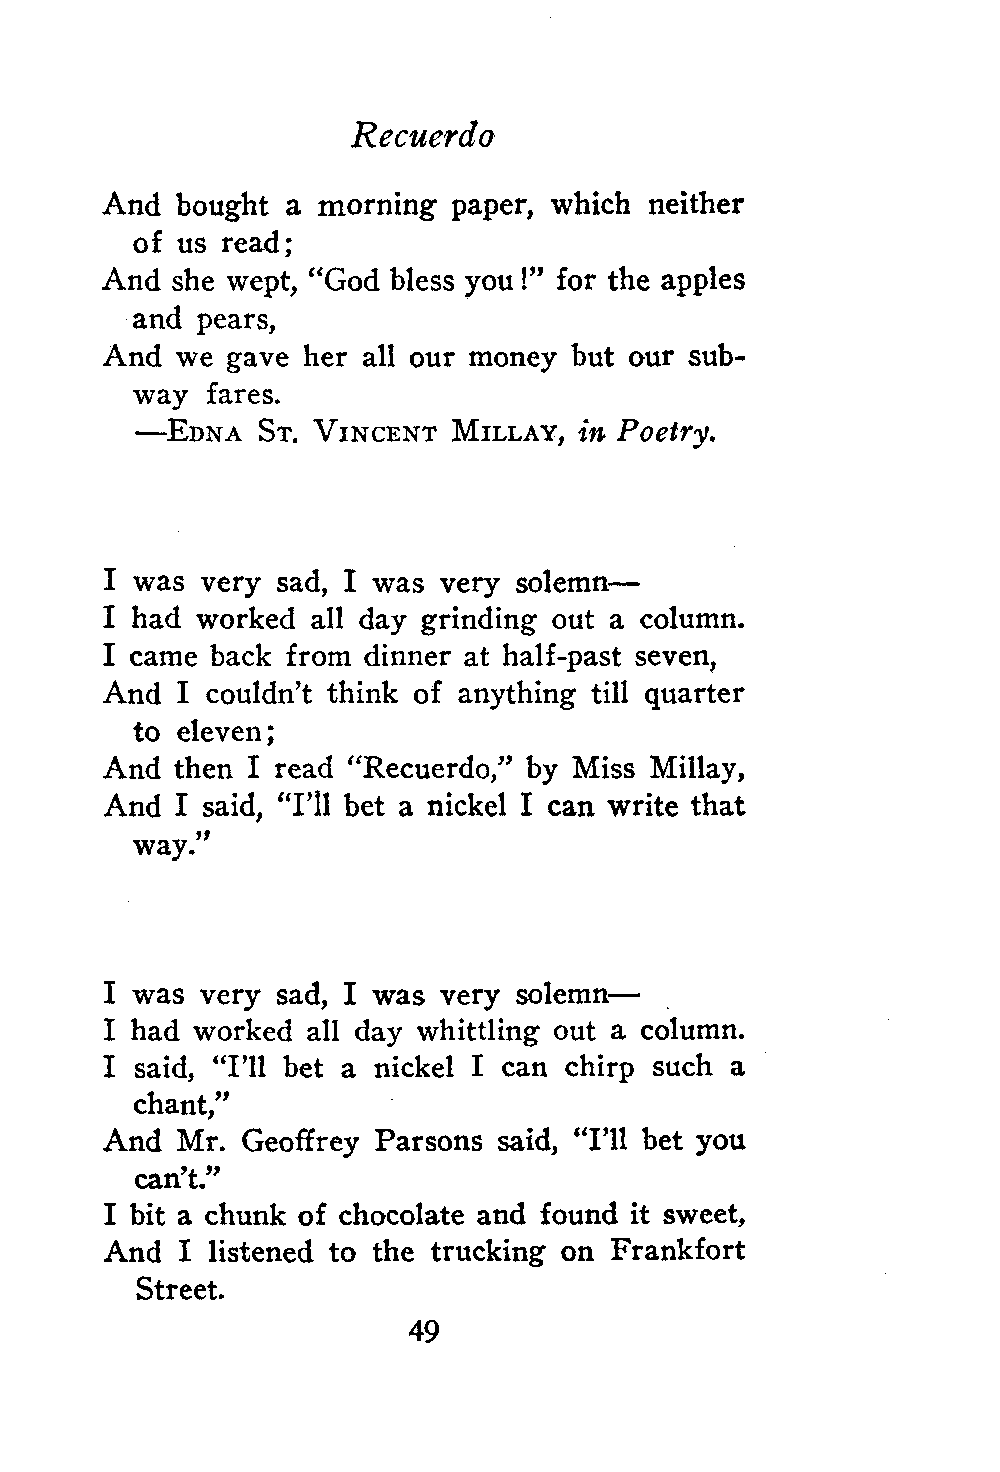 Recuerdo
And bought a morning paper, which neither
of us read;
And she wept, "God bless you!" for the apples
and pears,
And we gave her all our money but our sub-
way fares.
—EDNA ST. VINCENT MILLAY, in Poetry.
I was very sad, I was very solemn—
I had worked all day grinding out a column.
I came back from dinner at half-past seven,
And I couldn't think of anything till quarter
to eleven;
And then I read "Recuerdo," by Miss Millay,
And I said, "I'll bet a nickel I can write that
way."
I was very sad, I was very solemn—
I had worked all day whittling out a column.
I said, "I'll bet a nickel I can chirp such a
chant,"
And Mr. Geoffrey Parsons said, "I'll bet you
can't."
I bit a chunk of chocolate and found it sweet,
And I listened to the trucking on Frankfort
Street.
49